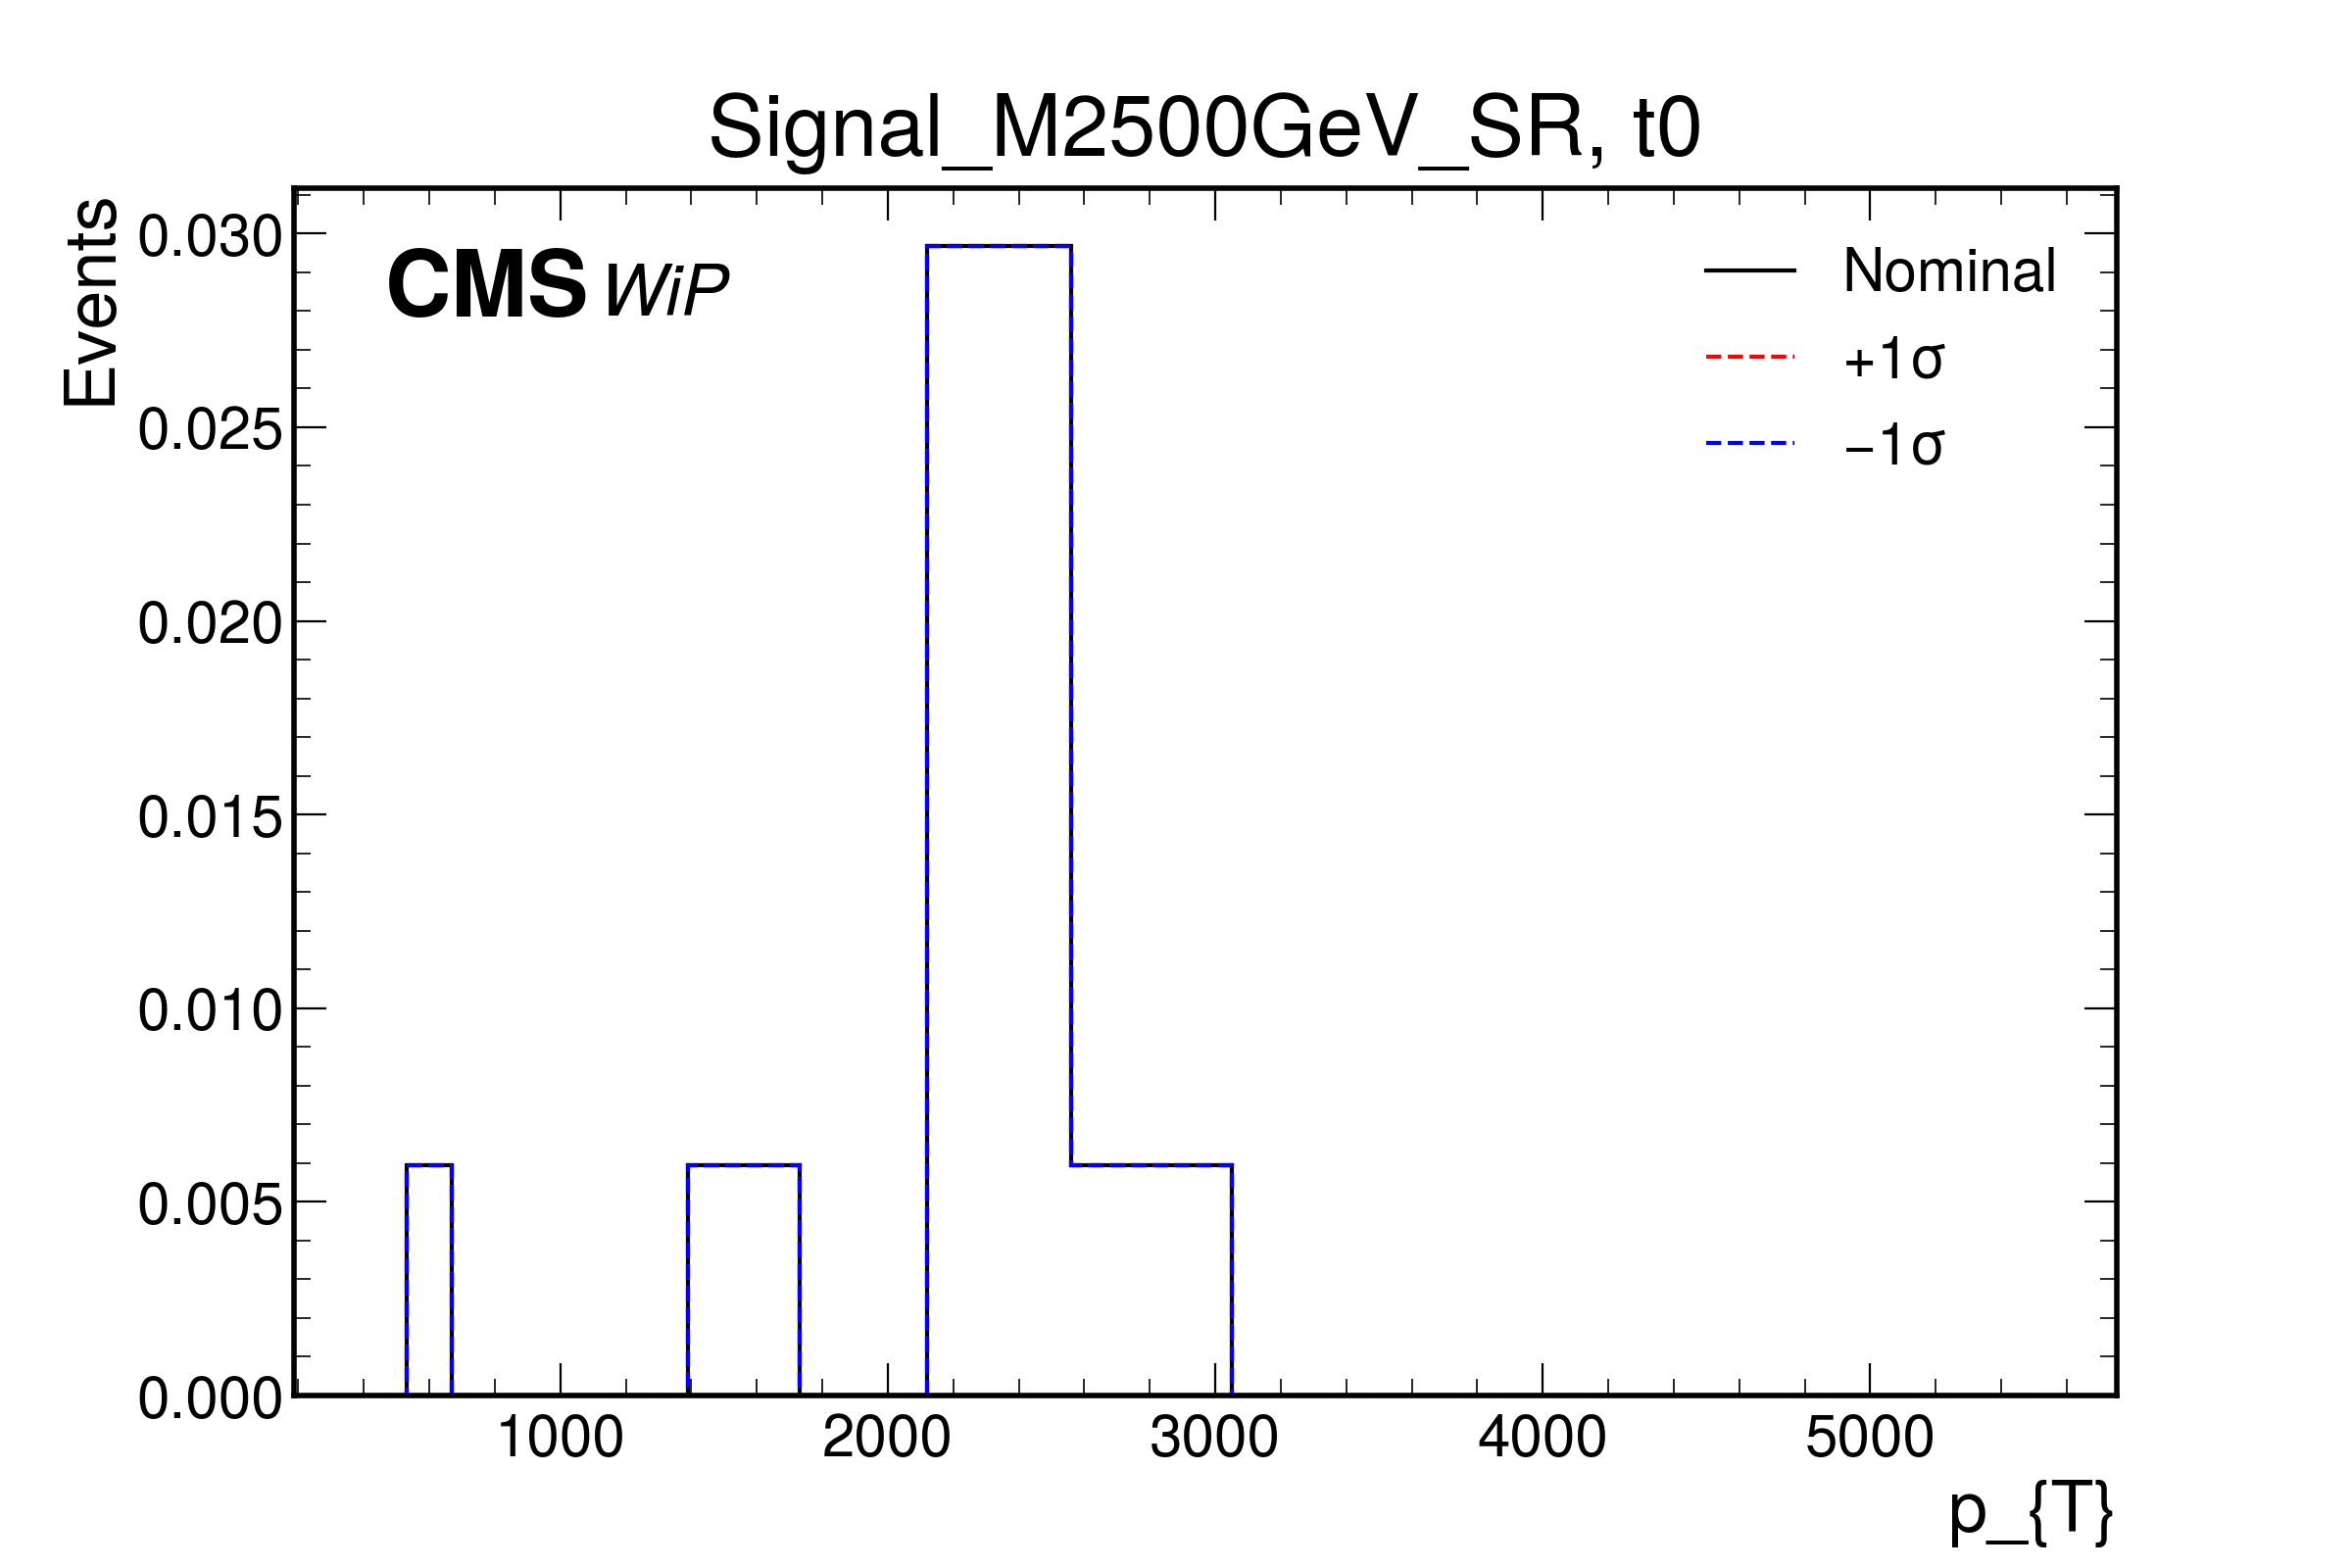 Signal_M2500GeV_SR, t0
Events
CMS WiP
Nominal
+1σ
−1σ
0.030
0.025
0.020
0.015
0.010
0.005
0.000
1000 2000 3000 4000 5000
p_{T}